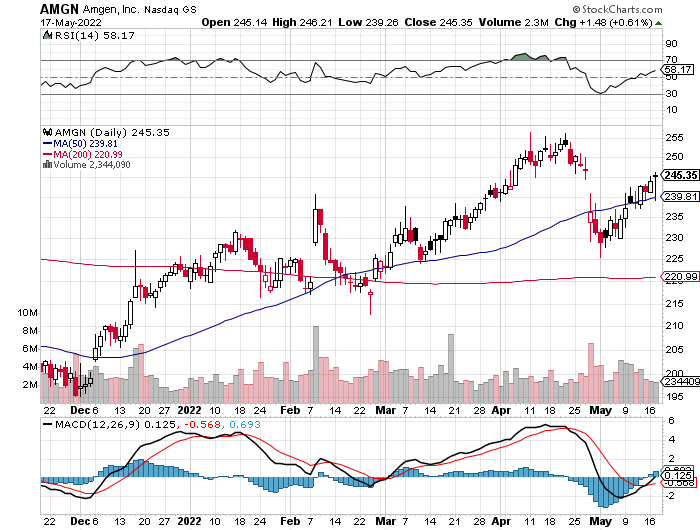 AMGN Amgen, Inc. Nasdaq GS © StockCharts.com
17-May-2022 Open 245.14 High 246.21 Low 239.26 Close 245.35 Volume 2.3M Chg +1.48 (+0.61%)
RSI(14) 58.17
90
70
58.17
50
30
10
AMGN (Daily) 245.35
MA(50) 239.81
MA(200) 220.99
Volume 2,344,090
255
250
245.35
239.81
235
230
225
220.99
215
210
205
200
195
10M
8M
6M
4M
2M
2344090
22 Dec 6 13 20 27 2022 10 18 24 Feb 7 14 22 Mar 7 14 21 28 Apr 11 18 25 May 9 16
MACD(12,26,9) 0.125, -0.568, 0.693
6
4
2
0.693
0.125
-0.568
-2
-4
22 Dec 6 13 20 27 2022 10 18 24 Feb 7 14 22 Mar 7 14 21 28 Apr 11 18 25 May 9 16